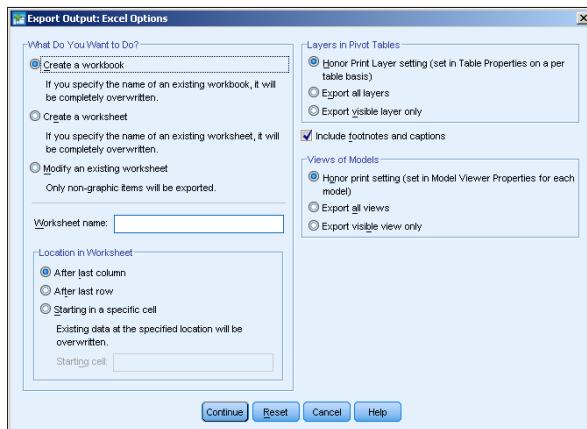 Export Output: Excel Options
What Do You Want to Do?
Create a workbook
If you specify the name of an existing workbook, it will
be completely overwritten.
Create a worksheet
If you specify the name of an existing worksheet, it will
be completely overwritten.
Modify an existing worksheet
Only non-graphic items will be exported.
Worksheet name:
Location in Worksheet
After last column
After last row
Starting in a specific cell
Existing data at the specified location will be
overwritten.
Starting cell:
Layers in Pivot Tables
Honor Print Layer setting (set in Table Properties on a per
table basis)
Export all layers
Export visible layer only
Include footnotes and captions
Views of Models
Honor print setting (set in Model Viewer Properties for each
model)
Export all views
Export visible view only
Continue
Reset
Cancel
Help